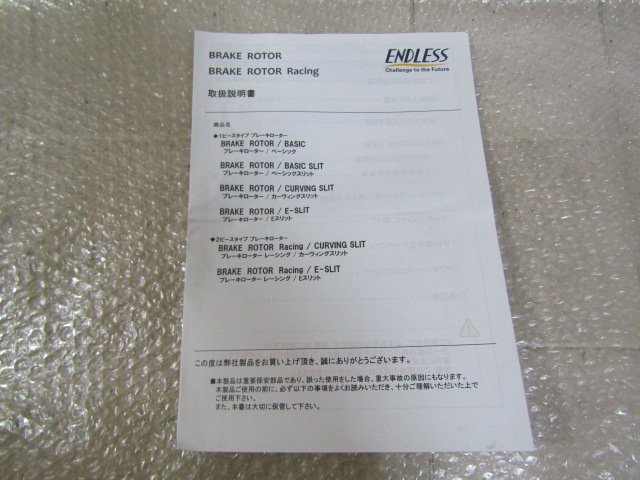 BRAKE ROTOR
BRAKE ROTOR Racing
ENDLESS
Challenge to the Future
取扱説明書
商品名
◆1ピースタイプ ブレーキローター
BRAKE ROTOR / BASIC
ブレーキローター / ベーシック
BRAKE ROTOR / BASIC SLIT
ブレーキローター / ベーシックスリット
BRAKE ROTOR / CURVING SLIT
ブレーキローター / カーヴィングスリット
BRAKE ROTOR / E-SLIT
ブレーキローター / Eスリット
◆2ピースタイプ ブレーキローター
BRAKE ROTOR Racing / CURVING SLIT
ブレーキローター レーシング / カーヴィングスリット
BRAKE ROTOR Racing / E-SLIT
ブレーキローター レーシング / Eスリット
この度は弊社製品をお買い上げ頂き、誠にありがとうございます。
■本製品は重要保安部品であり、誤った使用をした場合、重大事故の原因にもなります。
本製品ご使用の前に、必ず以下の事項をよくお読みいただき、十分ご理解いただいた上で
ご使用下さい。
また、本書は大切に保管して下さい。